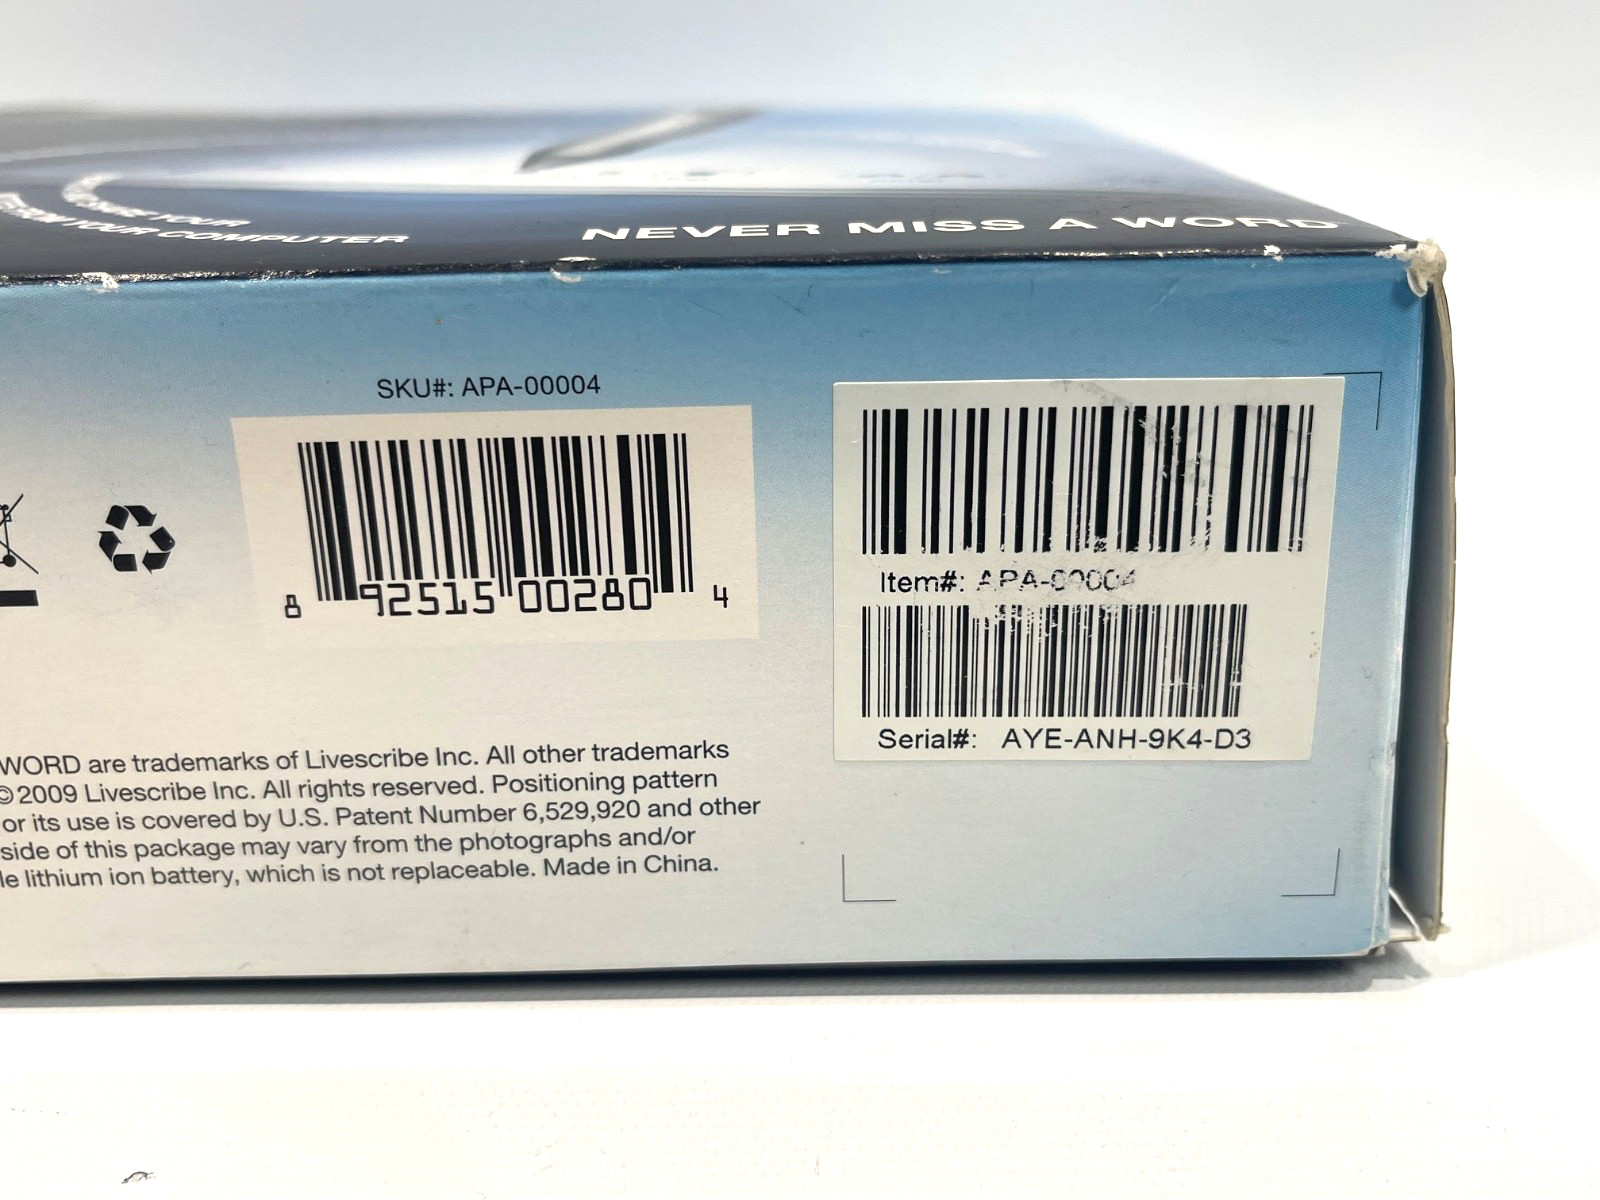 YOUR
FROM YOUR COMPUTER
NEVER MISS A WORD
SKU#: APA-00004
8 92515 00280 4
Item#: APA-00004
Serial#: AYE-ANH-9K4-D3
WORD are trademarks of Livescribe Inc. All other trademarks
©2009 Livescribe Inc. All rights reserved. Positioning pattern
or its use is covered by U.S. Patent Number 6,529,920 and other
side of this package may vary from the photographs and/or
le lithium ion battery, which is not replaceable. Made in China.